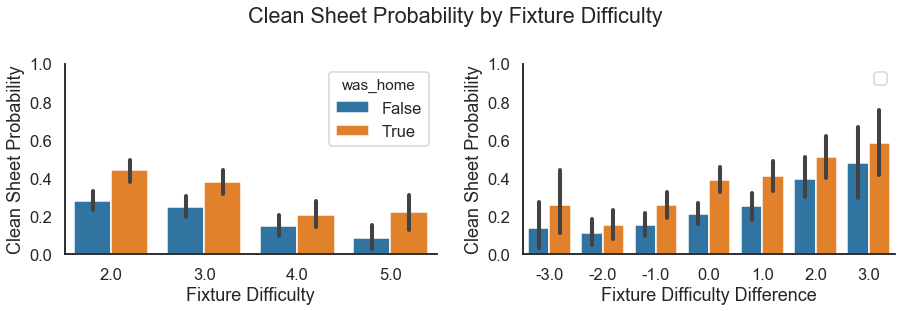 Clean Sheet Probability by Fixture Difficulty
Clean Sheet Probability
1.0
0.8
0.6
0.4
0.2
0.0
was_home
False
True
2.0 3.0 4.0 5.0
Fixture Difficulty
Clean Sheet Probability
1.0
0.8
0.6
0.4
0.2
0.0
-3.0 -2.0 -1.0 0.0 1.0 2.0 3.0
Fixture Difficulty Difference